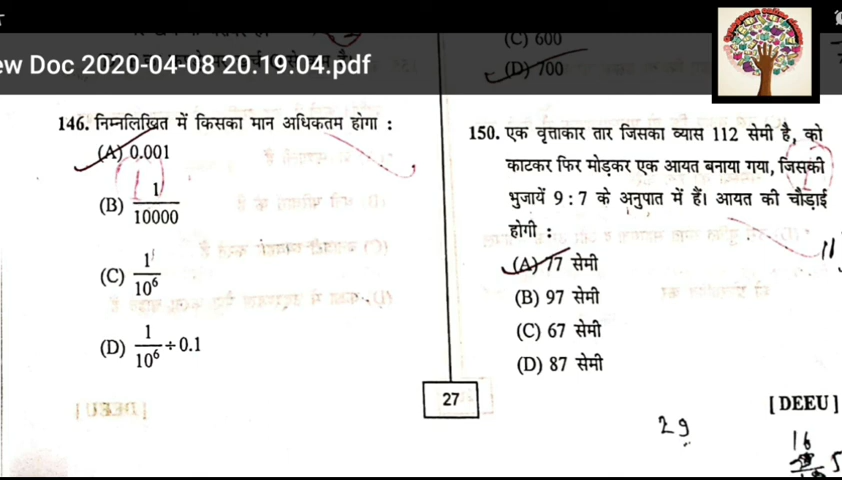 ew Doc 2020-04-08 20.19.04.pdf
146. निम्नलिखित में किसका मान अधिकतम होगा :
(A) 0.001
(B) 1/10000
(C) 1/10⁶
(D) 1/10⁶ ÷ 0.1
(C) 600
(D) 700
150. एक वृत्ताकार तार जिसका व्यास 112 सेमी है, को
काटकर फिर मोड़कर एक आयत बनाया गया, जिसकी
भुजायें 9 : 7 के अनुपात में हैं। आयत की चौड़ाई
होगी :
(A) 77 सेमी
(B) 97 सेमी
(C) 67 सेमी
(D) 87 सेमी
27
[ DEEU ]
29
16